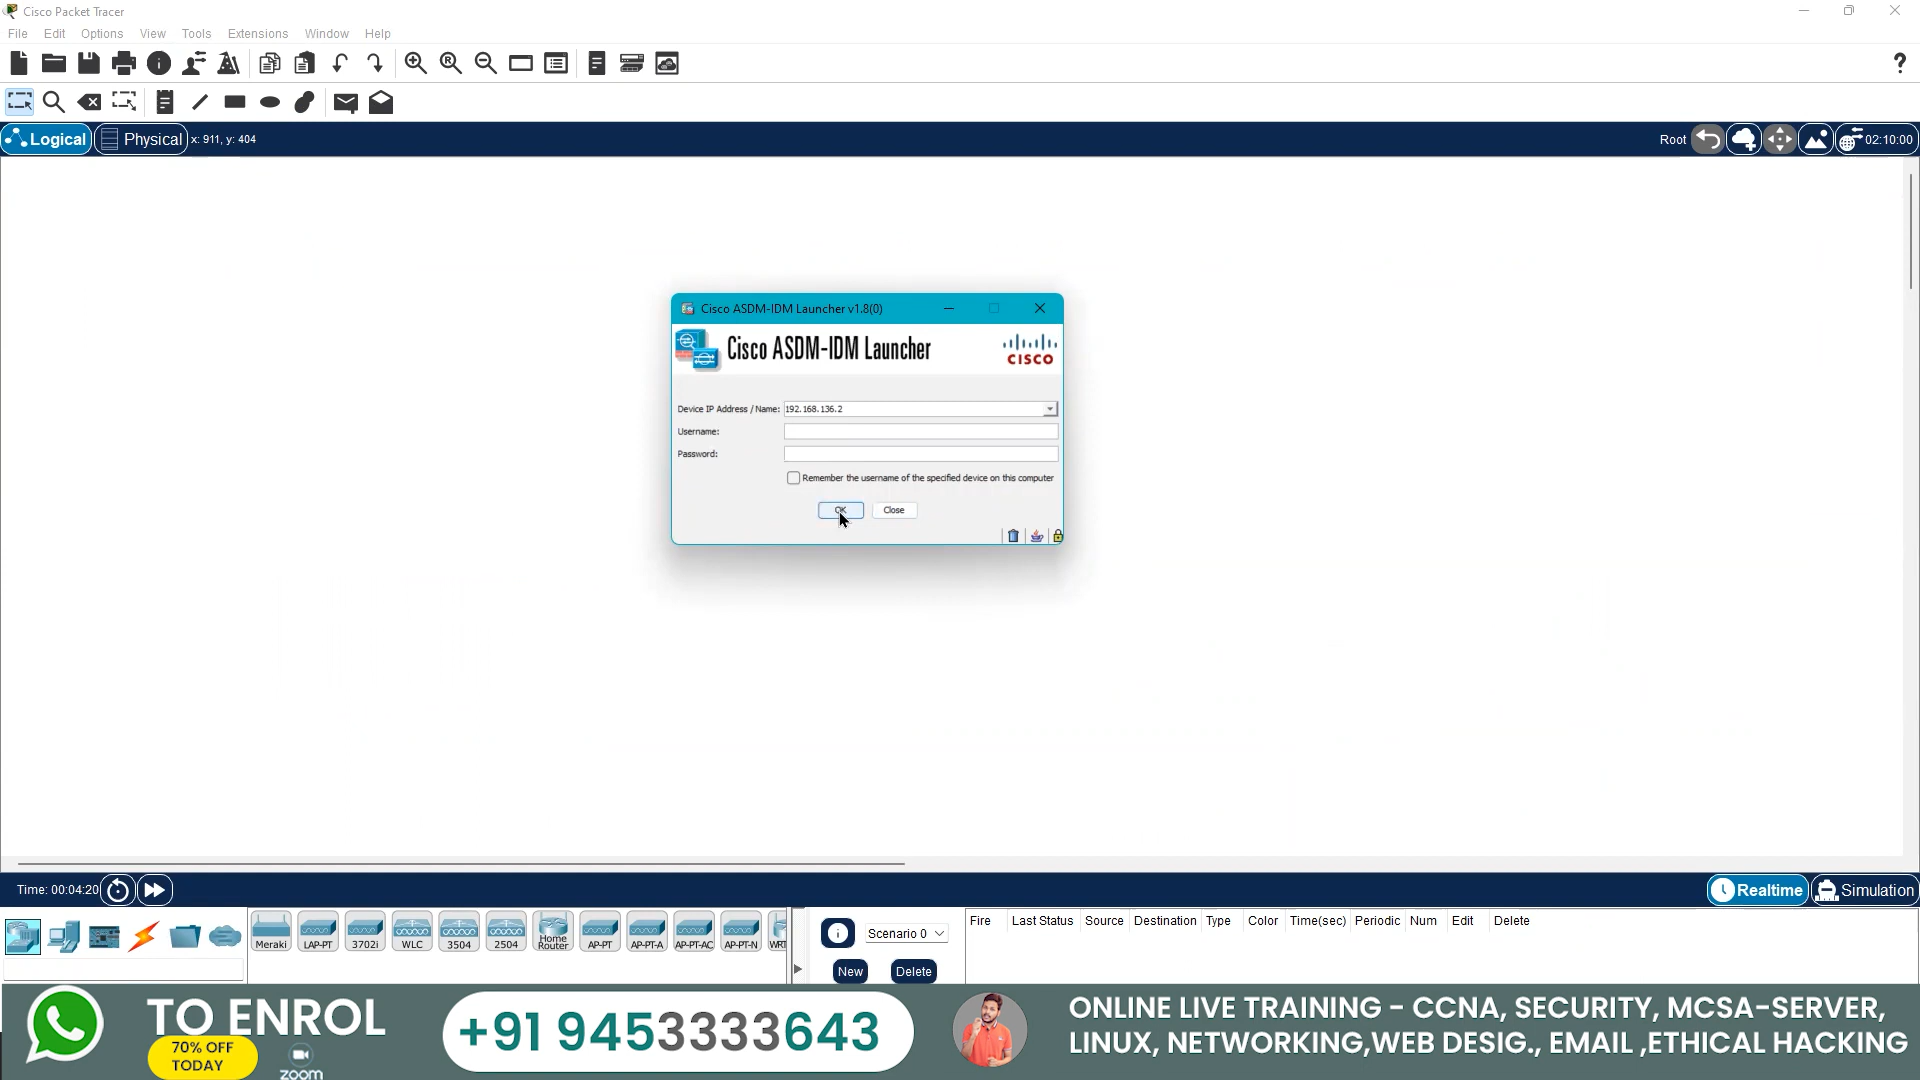 Cisco Packet Tracer
File Edit Options View Tools Extensions Window Help
Logical Physical x: 911, y: 404 Root 02:10:00
Cisco ASDM-IDM Launcher v1.8(0)
Cisco ASDM-IDM Launcher
CISCO
Device IP Address / Name: 192.168.136.2
Username:
Password:
Remember the username of the specified device on this computer
OK Close
Time: 00:04:20 Realtime Simulation
Meraki LAP-PT 3702i WLC 3504 2504 Home Router AP-PT AP-PT-A AP-PT-AC AP-PT-N WRT
Scenario 0
New Delete
Fire Last Status Source Destination Type Color Time(sec) Periodic Num Edit Delete
TO ENROL
70% OFF
TODAY
zoom
+91 9453333643
ONLINE LIVE TRAINING - CCNA, SECURITY, MCSA-SERVER,
LINUX, NETWORKING,WEB DESIG., EMAIL ,ETHICAL HACKING